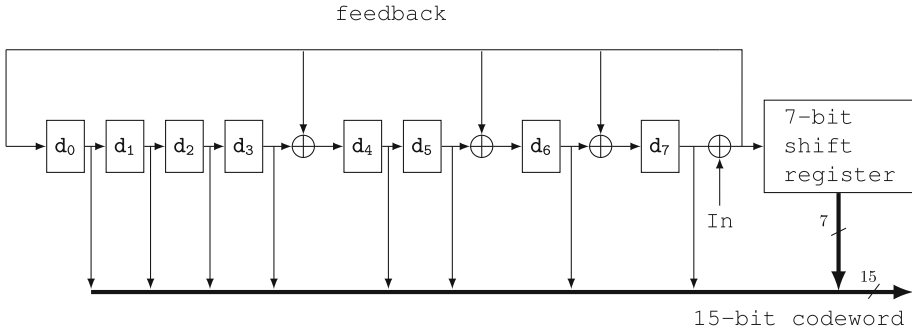 feedback
d₀ d₁ d₂ d₃ d₄ d₅ d₆ d₇
7-bit
shift
register
In
7
15
15-bit codeword